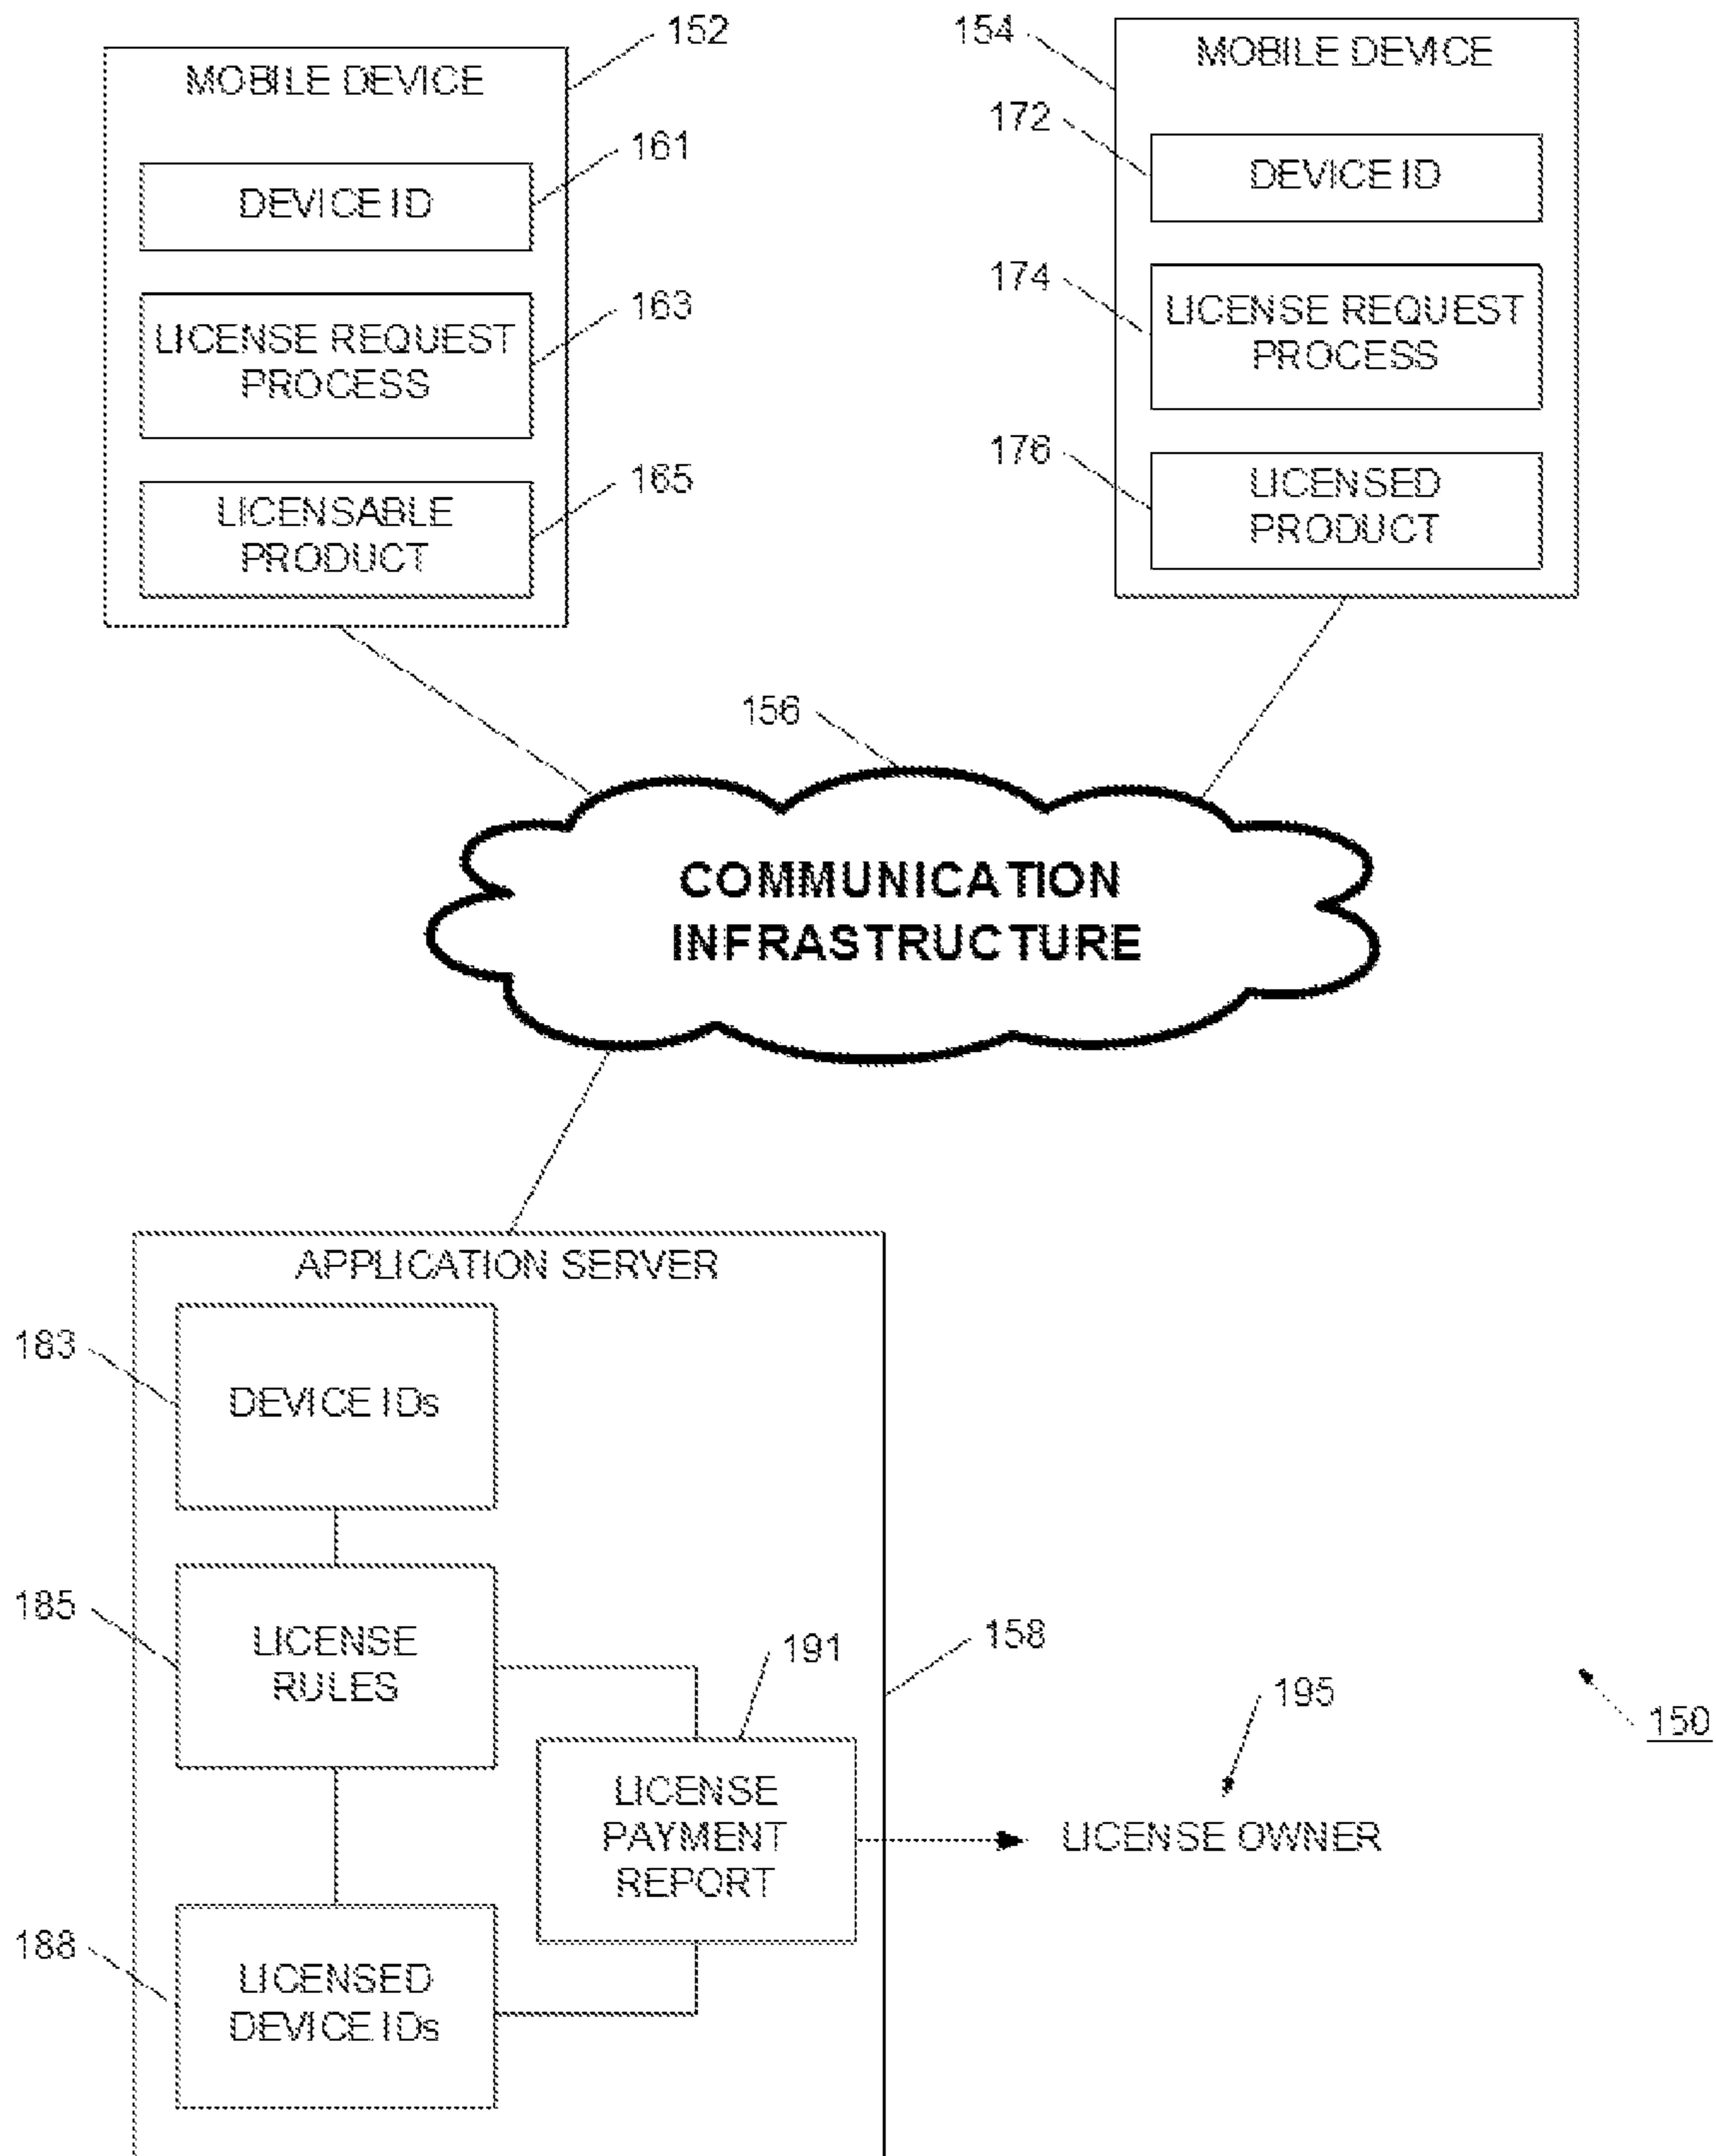 152
MOBILE DEVICE
161
DEVICE ID
163
LICENSE REQUEST
PROCESS
165
LICENSABLE
PRODUCT
154
MOBILE DEVICE
172
DEVICE ID
174
LICENSE REQUEST
PROCESS
176
LICENSED
PRODUCT
156
COMMUNICATION
INFRASTRUCTURE
APPLICATION SERVER
183
DEVICE IDs
185
LICENSE
RULES
191
158
LICENSE
PAYMENT
REPORT
195
LICENSE OWNER
150
188
LICENSED
DEVICE IDs